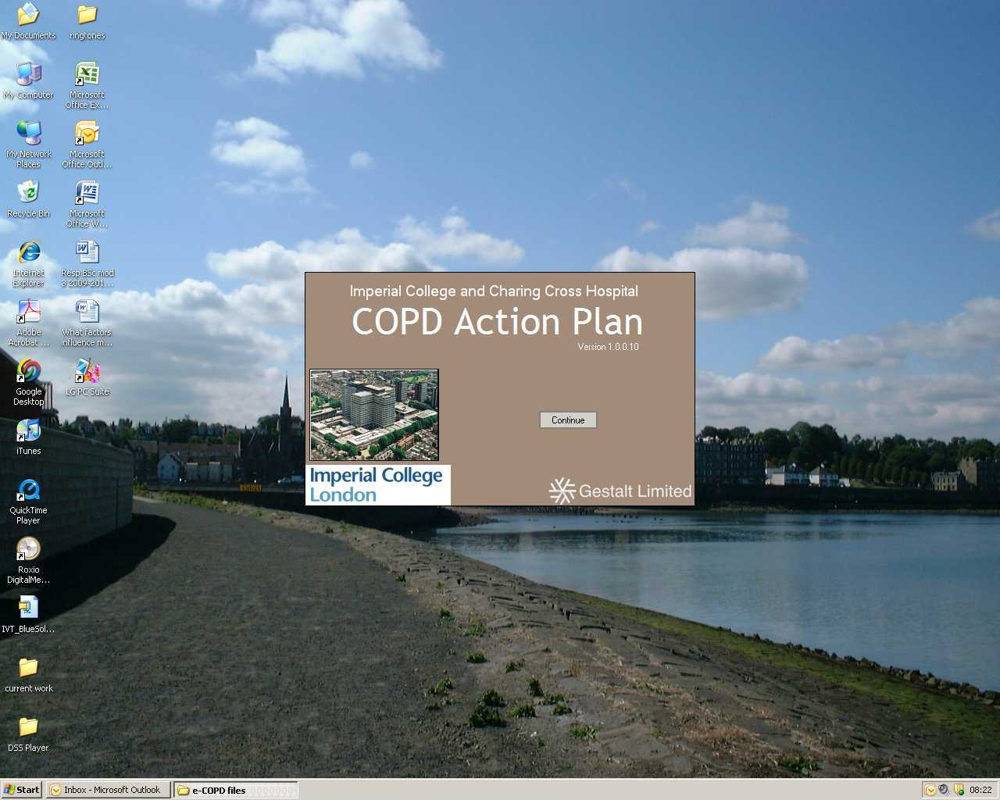 My Documents
ringtones
My Computer
Microsoft
Office Ex...
My Network
Places
Microsoft
Office Outl...
Recycle Bin
Microsoft
Office W...
Internet
Explorer
Resp BSc mod
3 2009-201...
Adobe
Acrobat ...
What factors
influence m...
Google
Desktop
LG PC Suite
iTunes
QuickTime
Player
Roxio
DigitalMe...
IVT_BlueSol...
current work
DSS Player
Imperial College and Charing Cross Hospital
COPD Action Plan
Version 1.0.0.10
Continue
Imperial College
London
Gestalt Limited
Start
Inbox - Microsoft Outlook
e-COPD files
08:22